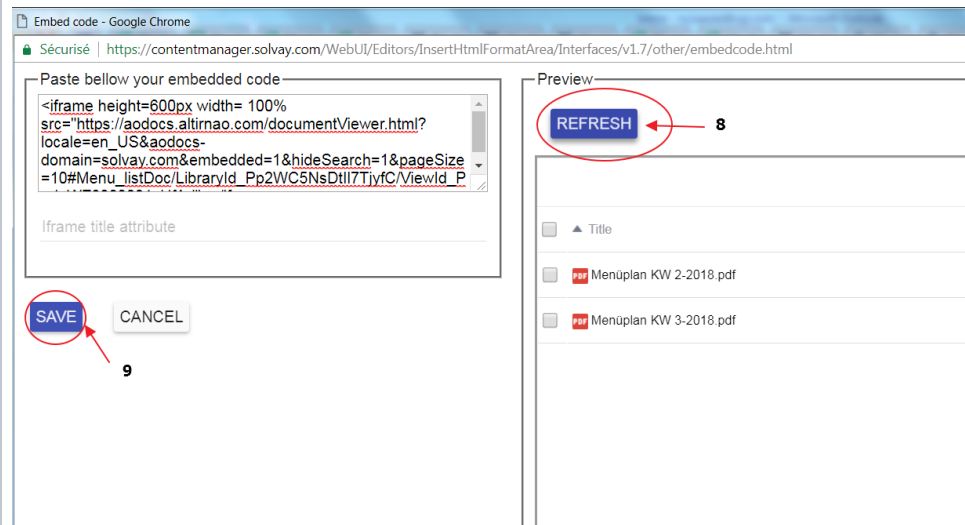 Embed code - Google Chrome
Sécurisé | https://contentmanager.solvay.com/WebUI/Editors/InsertHtmlFormatArea/Interfaces/v1.7/other/embedcode.html
Paste bellow your embedded code
<iframe height=600px width= 100%
src="https://aodocs.altirnao.com/documentViewer.html?
locale=en_US&aodocs-
domain=solvay.com&embedded=1&hideSearch=1&pageSize
=10#Menu_listDoc/LibraryId_Pp2WC5NsDtlI7TjyfC/ViewId_P
Iframe title attribute
SAVE
CANCEL
9
Preview
REFRESH
8
Title
PDF Menüplan KW 2-2018.pdf
PDF Menüplan KW 3-2018.pdf